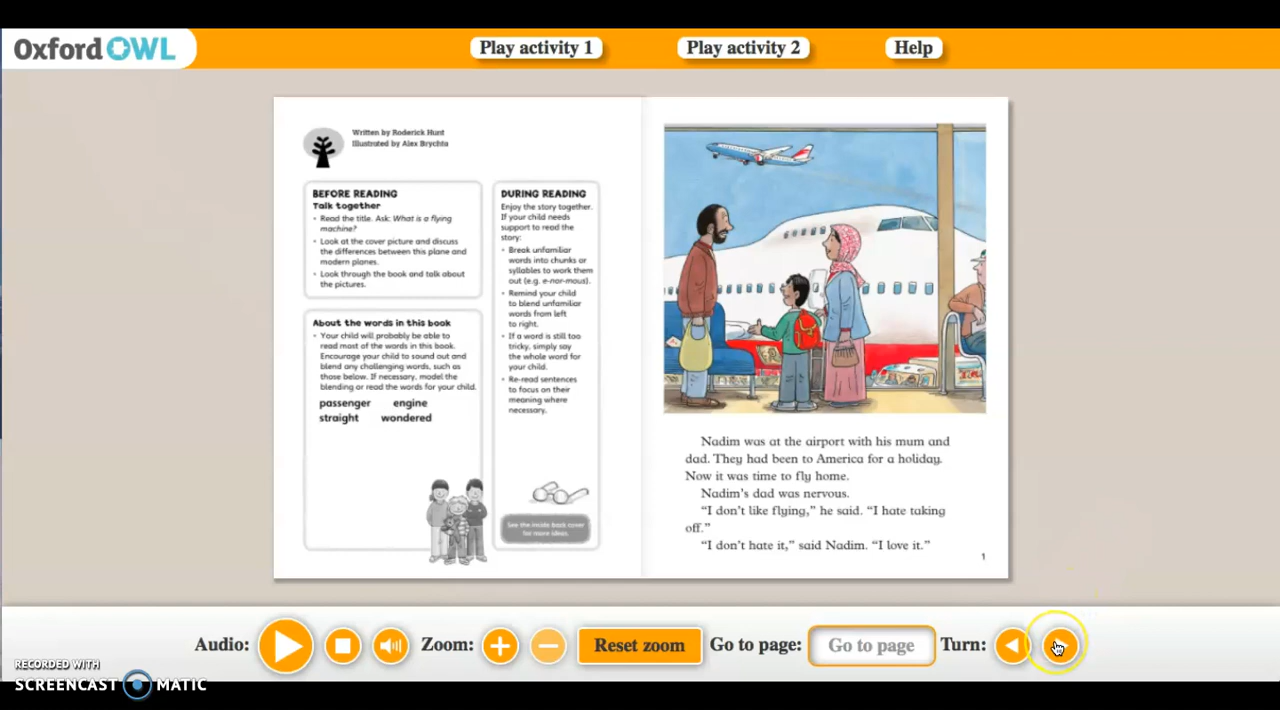 Oxford OWL
Play activity 1
Play activity 2
Help
Written by Roderick Hunt
Illustrated by Alex Brychta
BEFORE READING
Talk together
• Read the title. Ask: What is a flying
machine?
• Look at the cover picture and discuss
the differences between this plane and
modern planes.
• Look through the book and talk about
the pictures.
About the words in this book
• Your child will probably be able to
read most of the words in this book.
Encourage your child to sound out and
blend any challenging words, such as
those below. If necessary, model the
blending or read the words for your child.
passenger engine
straight wondered
DURING READING
Enjoy the story together.
If your child needs
support to read the
story:
• Break unfamiliar
words into chunks or
syllables to work them
out (e.g. e-nor-mous).
• Remind your child
to blend unfamiliar
words from left
to right.
• If a word is still too
tricky, simply say
the whole word for
your child.
• Re-read sentences
to focus on their
meaning where
necessary.
See the inside back cover
for more ideas.
Nadim was at the airport with his mum and
dad. They had been to America for a holiday.
Now it was time to fly home.
Nadim's dad was nervous.
"I don't like flying," he said. "I hate taking
off."
"I don't hate it," said Nadim. "I love it."
1
Audio:
Zoom:
Reset zoom
Go to page:
Go to page
Turn:
RECORDED WITH
SCREENCAST MATIC